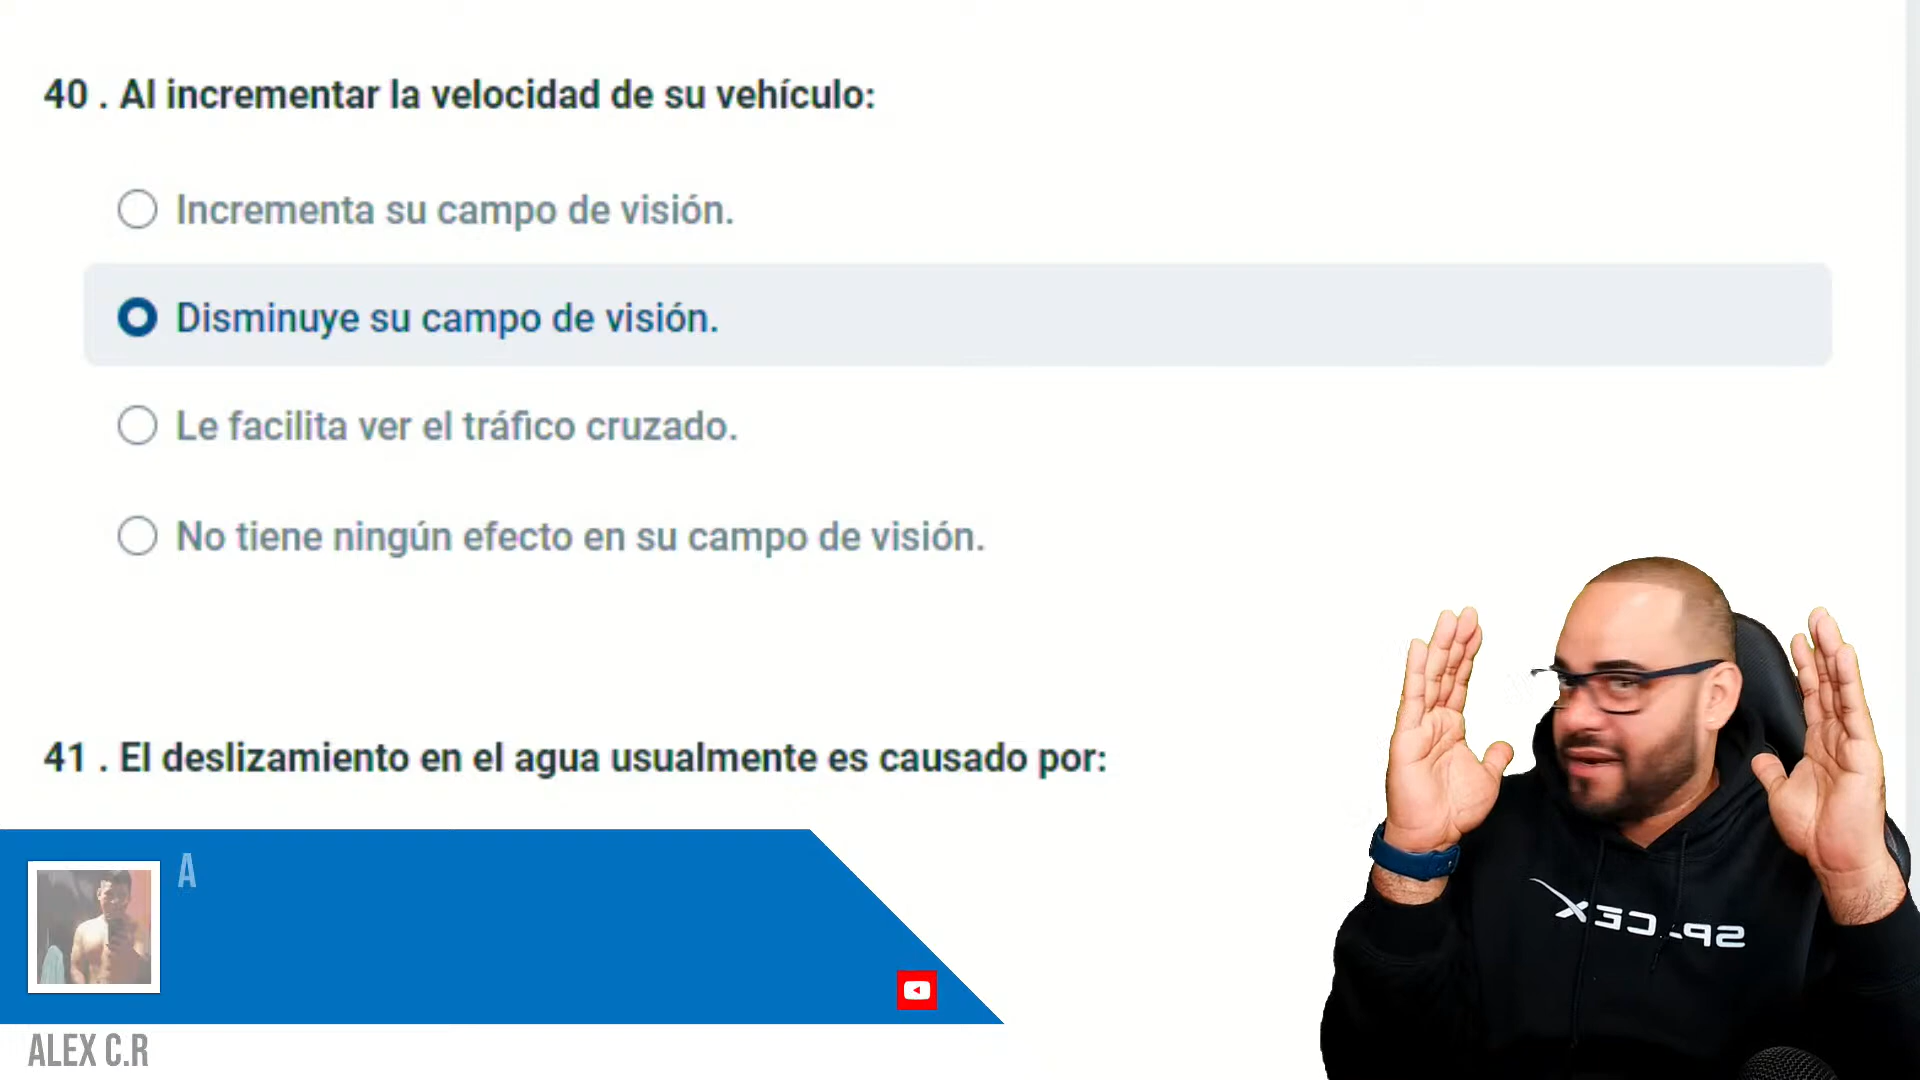 40 . Al incrementar la velocidad de su vehículo:
Incrementa su campo de visión.
Disminuye su campo de visión.
Le facilita ver el tráfico cruzado.
No tiene ningún efecto en su campo de visión.
41 . El deslizamiento en el agua usualmente es causado por:
A
ALEX C.R
SPACEX